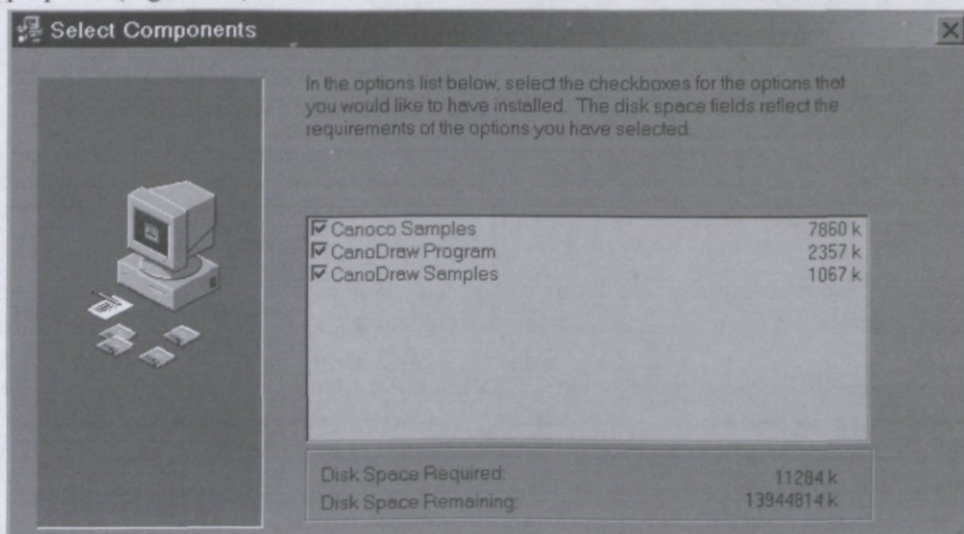 Select Components
In the options list below, select the checkboxes for the options that
you would like to have installed. The disk space fields reflect the
requirements of the options you have selected.
Canoco Samples 7860 k
CanoDraw Program 2357 k
CanoDraw Samples 1067 k
Disk Space Required: 11284 k
Disk Space Remaining: 13944814 k